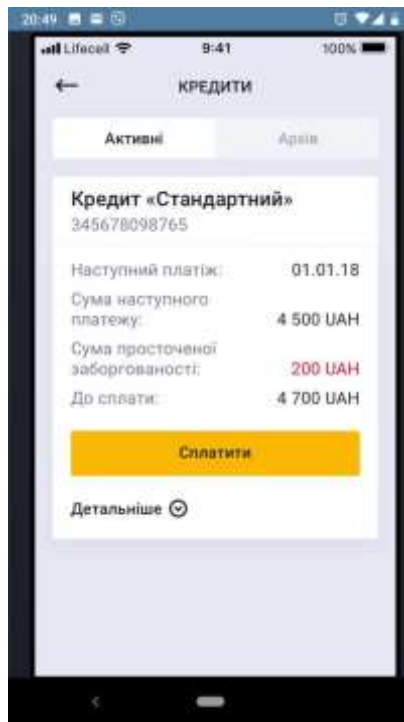 20:49
Lifecell 9:41 100%
КРЕДИТИ
Активні Архів
Кредит «Стандартний»
345678098765
Наступний платіж: 01.01.18
Сума наступного
платежу: 4 500 UAH
Сума просточеної
заборгованості: 200 UAH
До сплати: 4 700 UAH
Сплатити
Детальніше